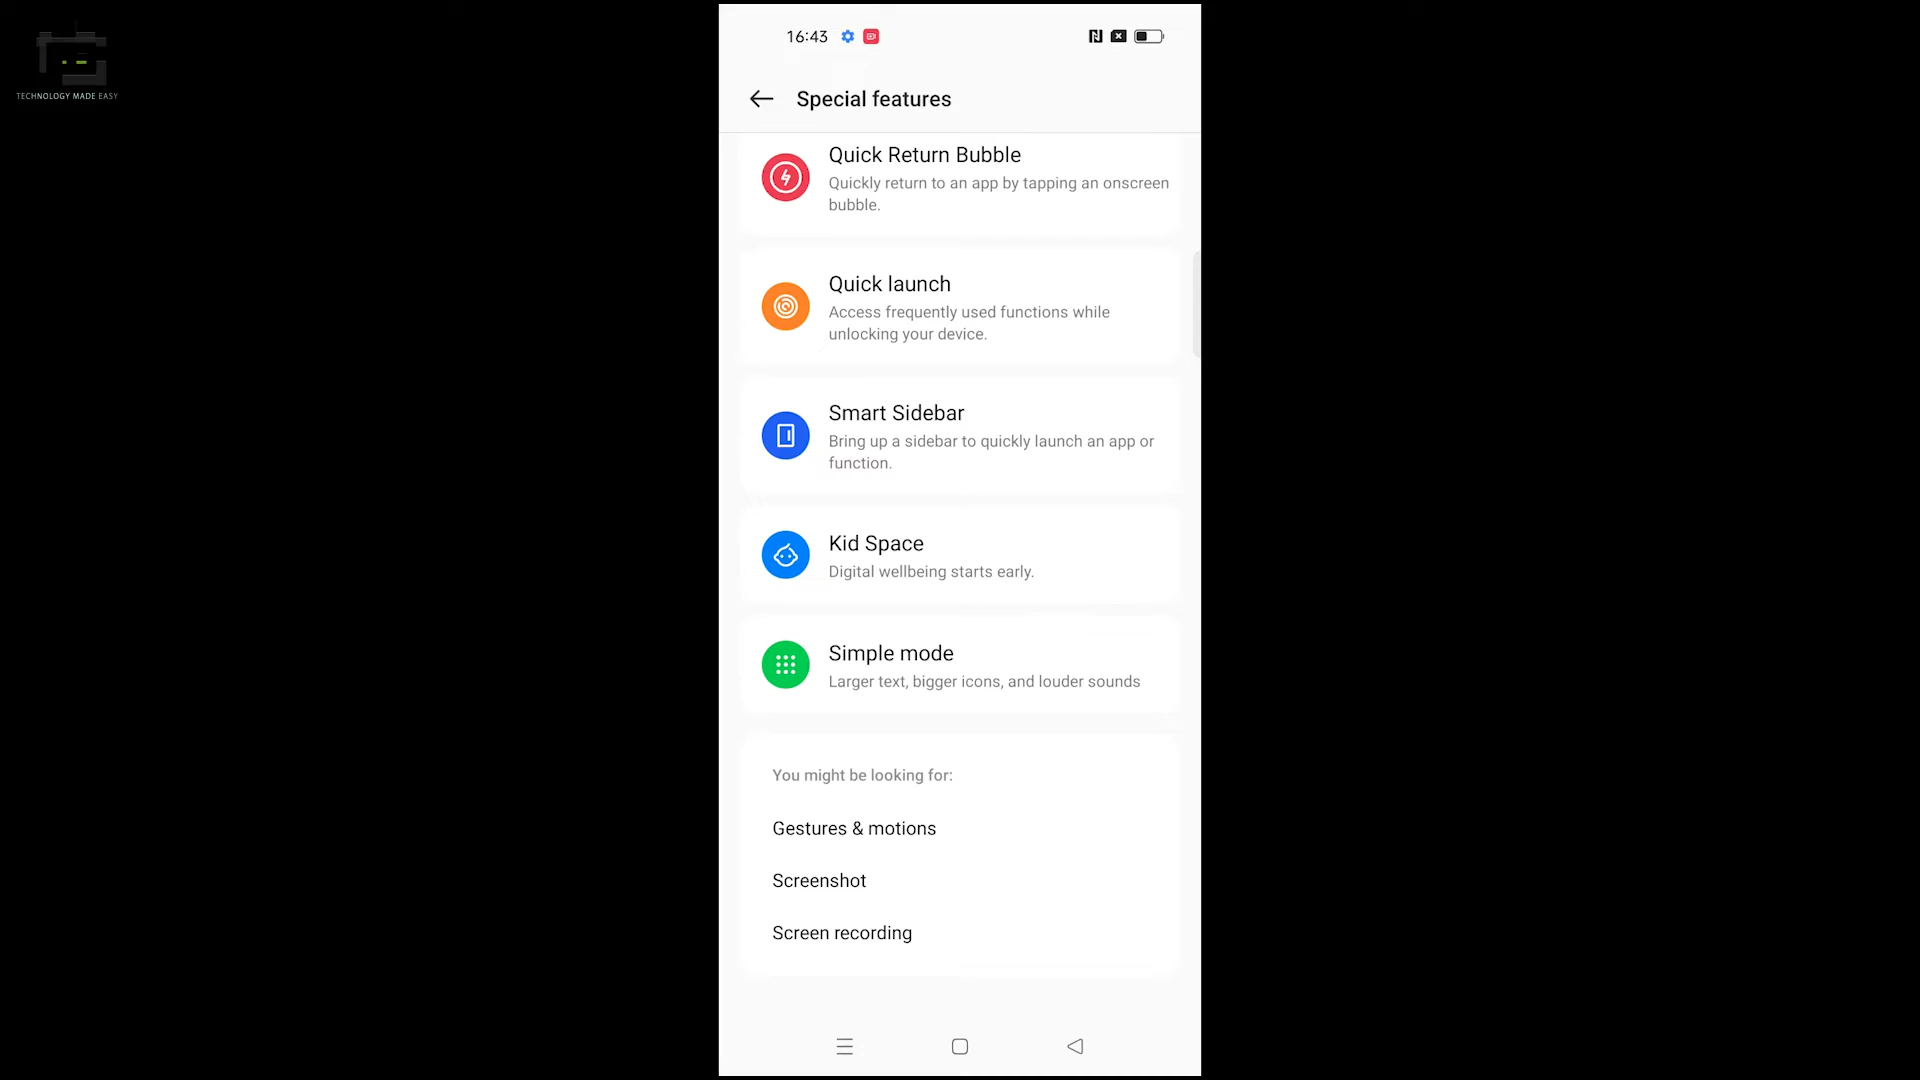 16:43
TECHNOLOGY MADE EASY
Special features
Quick Return Bubble
Quickly return to an app by tapping an onscreen
bubble.
Quick launch
Access frequently used functions while
unlocking your device.
Smart Sidebar
Bring up a sidebar to quickly launch an app or
function.
Kid Space
Digital wellbeing starts early.
Simple mode
Larger text, bigger icons, and louder sounds
You might be looking for:
Gestures & motions
Screenshot
Screen recording